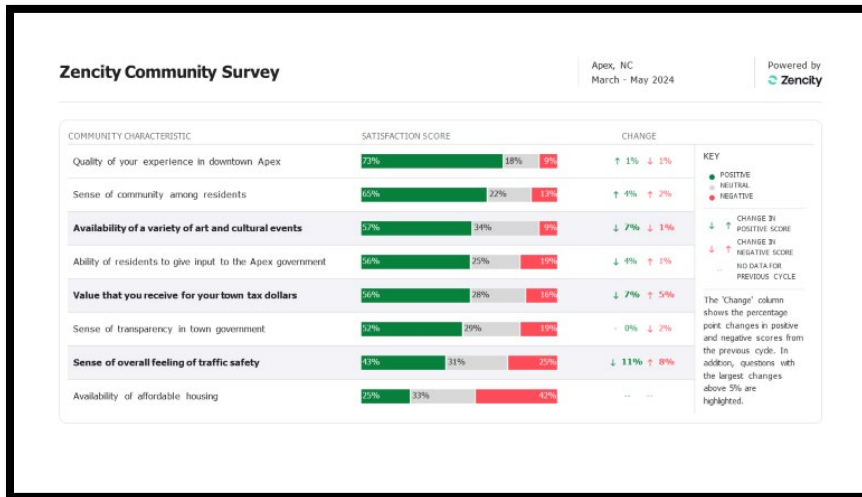 Zencity Community Survey
Apex, NC
March - May 2024
Powered by
Zencity
COMMUNITY CHARACTERISTIC SATISFACTION SCORE CHANGE
Quality of your experience in downtown Apex 73% 18% 9% ↑ 1% ↓ 1%
Sense of community among residents 65% 22% 13% ↑ 4% ↑ 2%
Availability of a variety of art and cultural events 57% 34% 9% ↓ 7% ↓ 1%
Ability of residents to give input to the Apex government 56% 25% 19% ↓ 4% ↑ 1%
Value that you receive for your town tax dollars 56% 28% 16% ↓ 7% ↑ 5%
Sense of transparency in town government 52% 29% 19% - 0% ↓ 2%
Sense of overall feeling of traffic safety 43% 31% 25% ↓ 11% ↑ 8%
Availability of affordable housing 25% 33% 42% -- --
KEY
POSITIVE
NEUTRAL
NEGATIVE
↓ ↑ CHANGE IN
POSITIVE SCORE
↓ ↑ CHANGE IN
NEGATIVE SCORE
-- NO DATA FOR
PREVIOUS CYCLE
The 'Change' column
shows the percentage
point changes in positive
and negative scores from
the previous cycle. In
addition, questions with
the largest changes
above 5% are
highlighted.